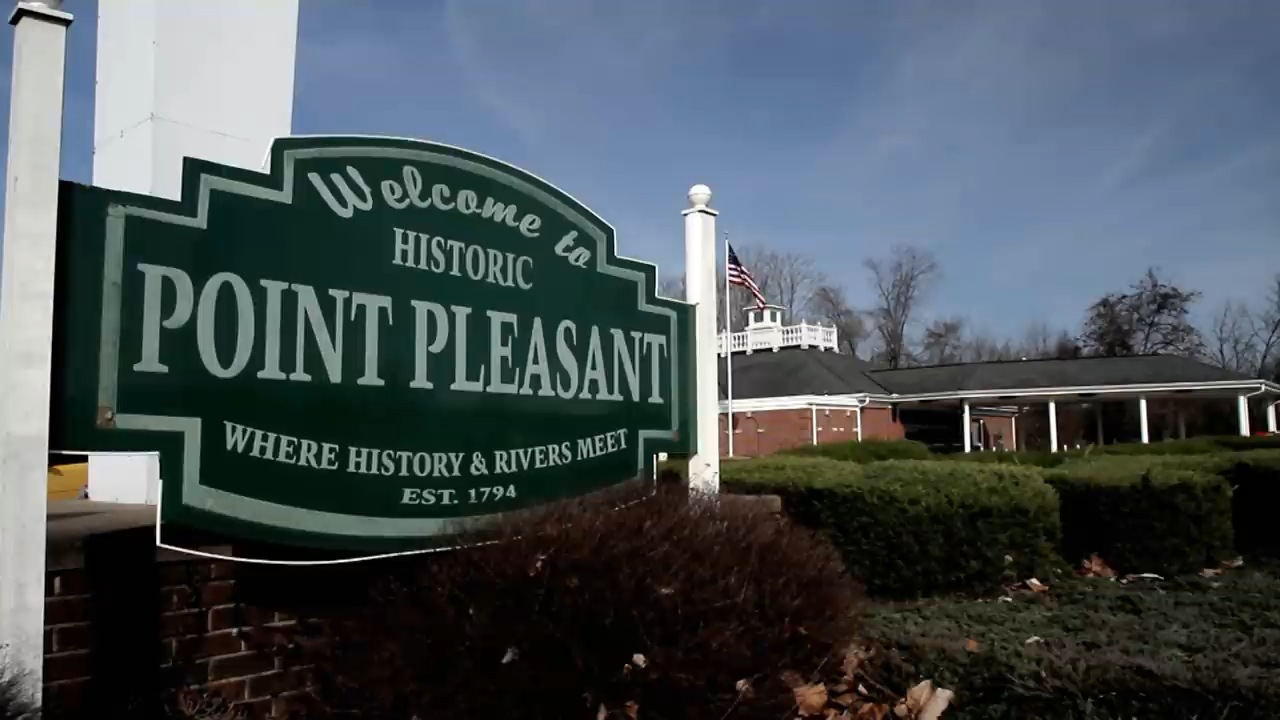 Welcome to
HISTORIC
POINT PLEASANT
WHERE HISTORY & RIVERS MEET
EST. 1794